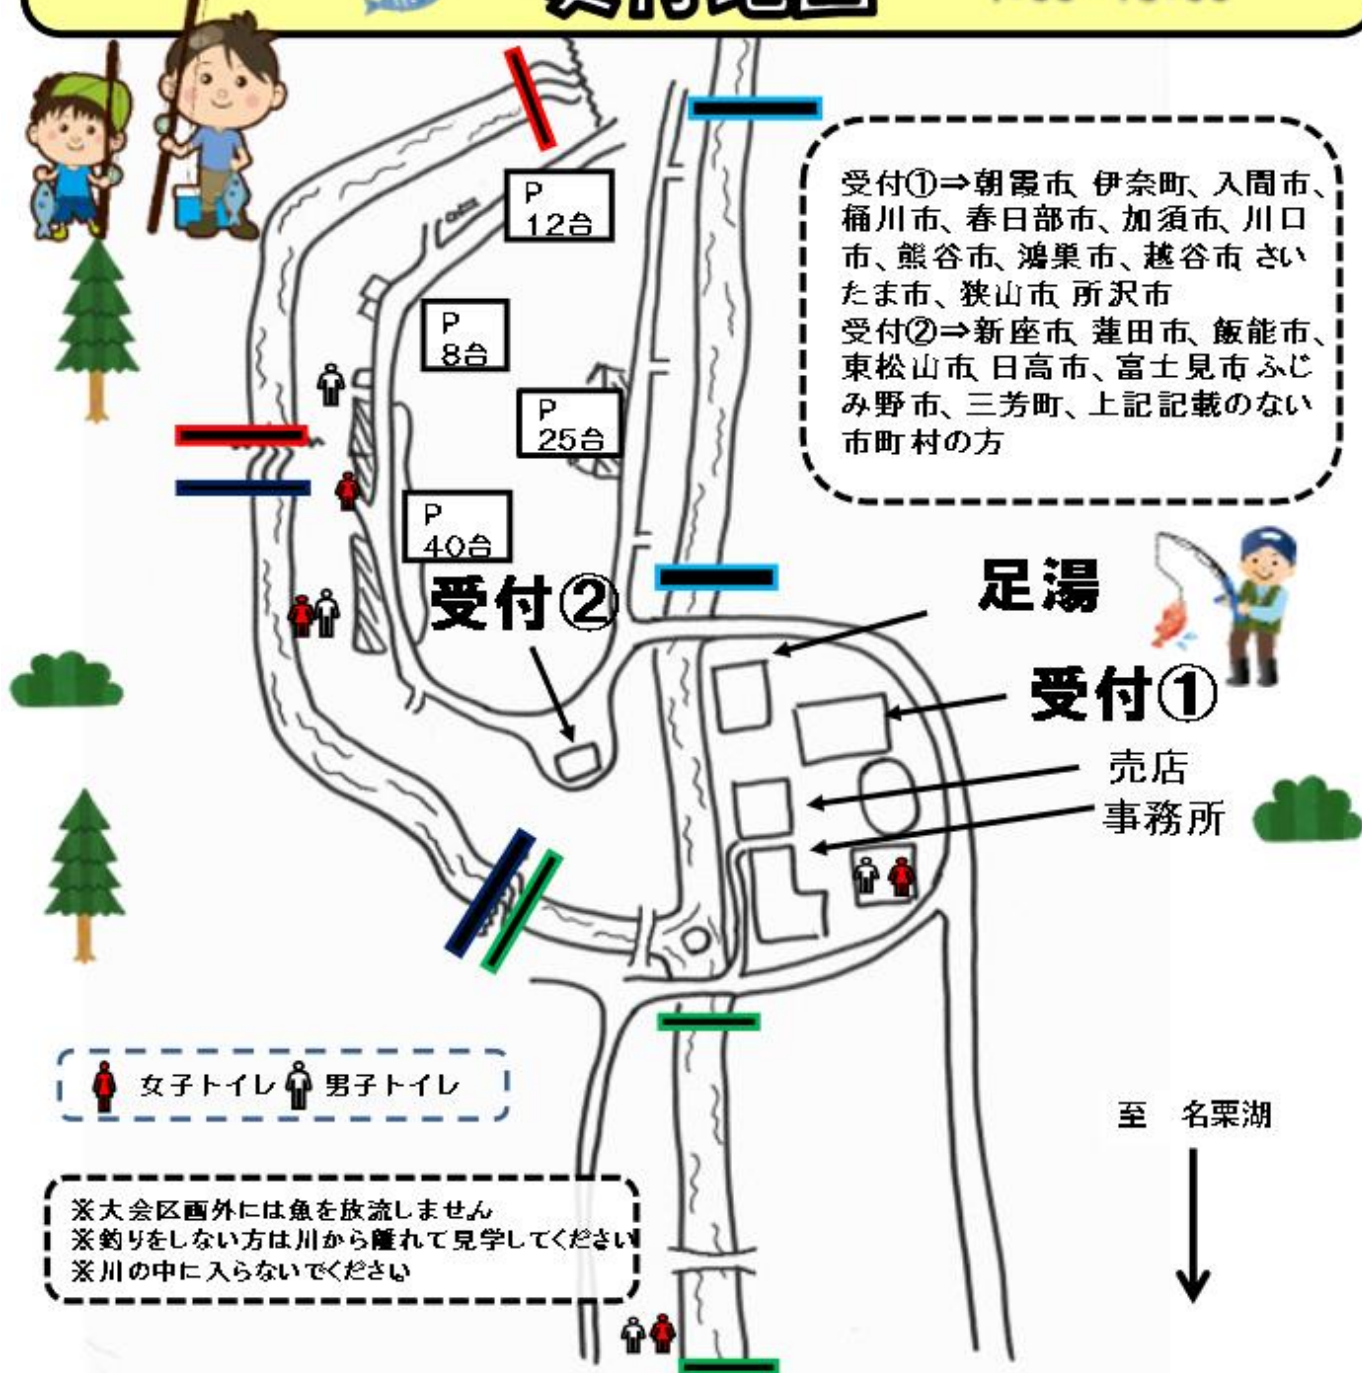 受付地図
P
12台
受付①⇒朝霞市、伊奈町、入間市、
桶川市、春日部市、加須市、川口
市、熊谷市、鴻巣市、越谷市、さい
たま市、狭山市、所沢市
受付②⇒新座市、蓮田市、飯能市、
東松山市、日高市、富士見市、ふじ
み野市、三芳町、上記記載のない
市町村の方
P
8台
P
25台
P
40台
受付②
足湯
受付①
売店
事務所
女子トイレ 男子トイレ
至 名栗湖
※大会区画外には魚を放流しません
※釣りをしない方は川から離れて見学してください
※川の中に入らないでください